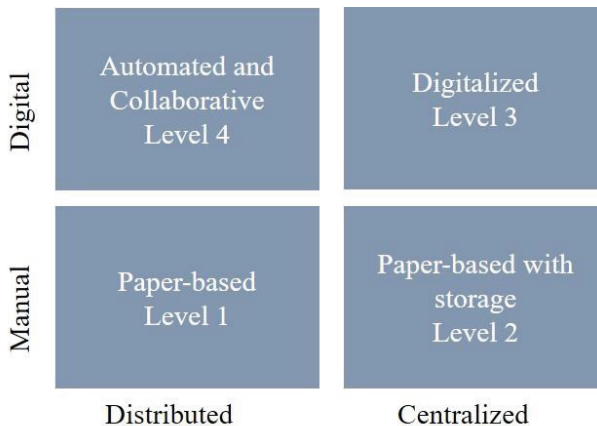 Digital
Automated and
Collaborative
Level 4
Digitalized
Level 3
Manual
Paper-based
Level 1
Paper-based with
storage
Level 2
Distributed
Centralized